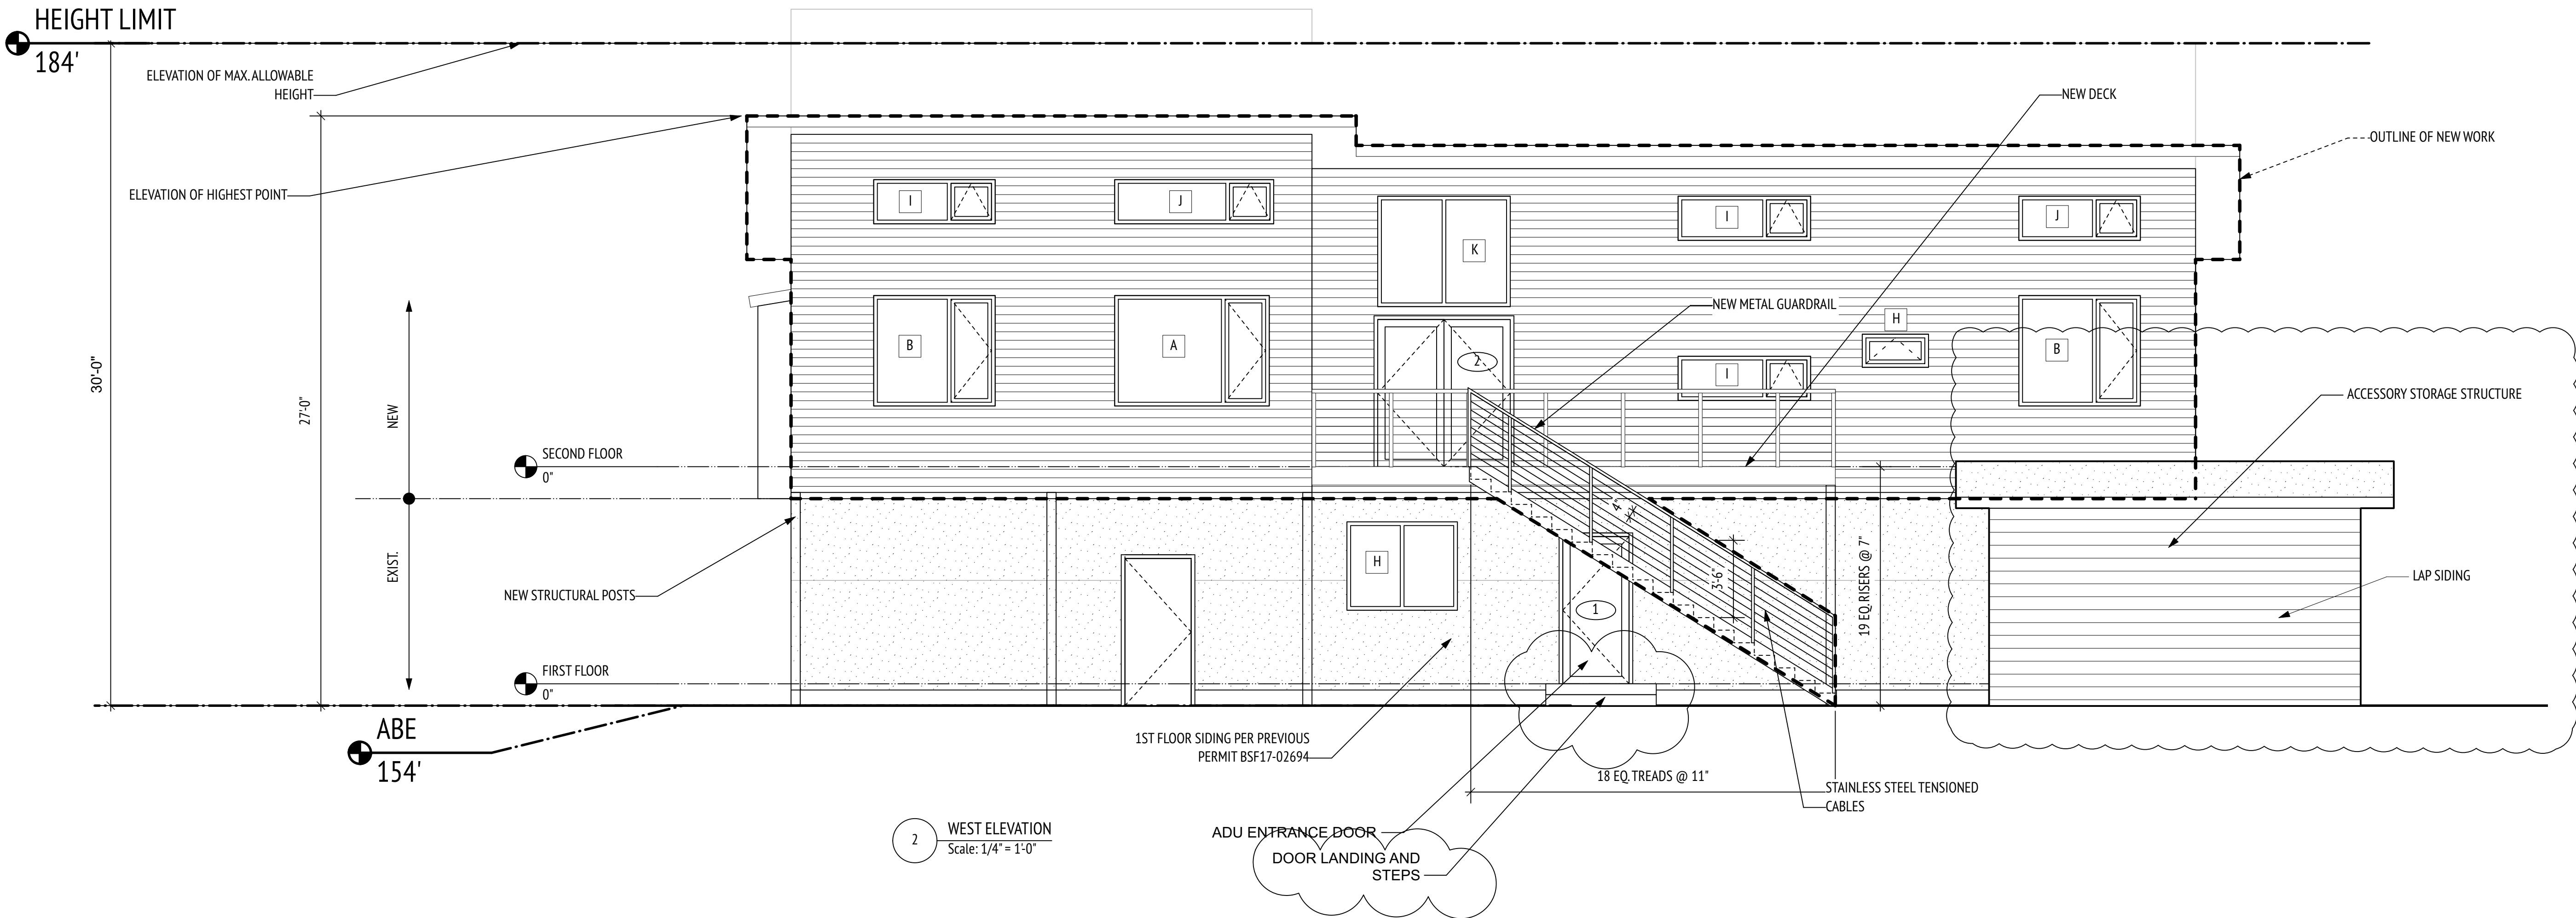 HEIGHT LIMIT
184'
ELEVATION OF MAX. ALLOWABLE
HEIGHT
NEW DECK
OUTLINE OF NEW WORK
ELEVATION OF HIGHEST POINT
I
J
K
I
J
NEW METAL GUARDRAIL
H
B
A
2
I
B
30'-0"
27'-0"
NEW
ACCESSORY STORAGE STRUCTURE
SECOND FLOOR
0"
4"
EXIST.
H
3'-6"
19 EQ. RISERS @ 7"
LAP SIDING
NEW STRUCTURAL POSTS
1
FIRST FLOOR
0"
ABE
154'
1ST FLOOR SIDING PER PREVIOUS
PERMIT BSF17-02694
18 EQ. TREADS @ 11"
STAINLESS STEEL TENSIONED
CABLES
2
WEST ELEVATION
Scale: 1/4" = 1'-0"
ADU ENTRANCE DOOR
DOOR LANDING AND
STEPS